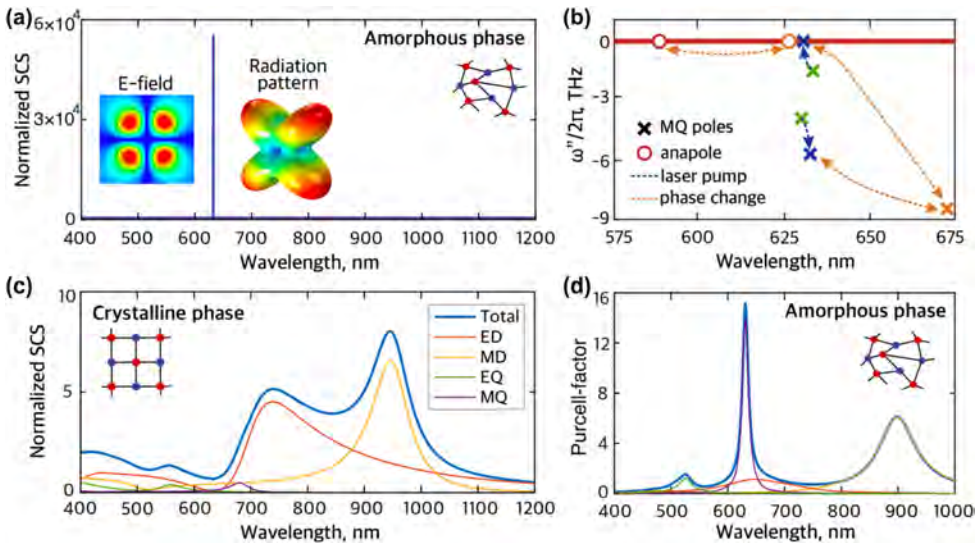 (a)
6×10⁴
3×10⁴
0
Normalized SCS
E-field
Radiation
pattern
Amorphous phase
400 500 600 700 800 900 1000 1100 1200
Wavelength, nm
(b)
0
-3
-6
-9
ω"/2π, THz
MQ poles
anapole
laser pump
phase change
575 600 625 650 675
Wavelength, nm
(c)
10
5
0
Normalized SCS
Crystalline phase
Total
ED
MD
EQ
MQ
400 500 600 700 800 900 1000 1100 1200
Wavelength, nm
(d)
16
12
8
4
0
Purcell-factor
Amorphous phase
400 500 600 700 800 900 1000
Wavelength, nm